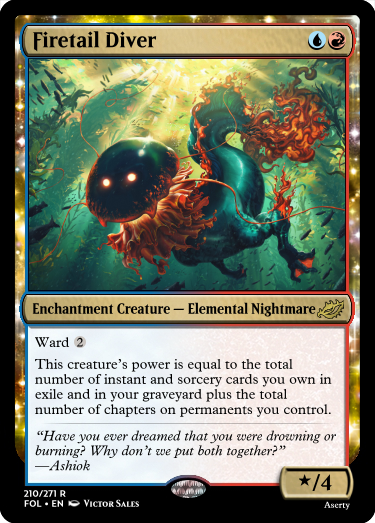 Firetail Diver
Enchantment Creature — Elemental Nightmare
Ward 2
This creature's power is equal to the total
number of instant and sorcery cards you own in
exile and in your graveyard plus the total
number of chapters on permanents you control.
“Have you ever dreamed that you were drowning or
burning? Why don't we put both together?”
—Ashiok
★/4
210/271 R
FOL • EN VICTOR SALES
Aserty